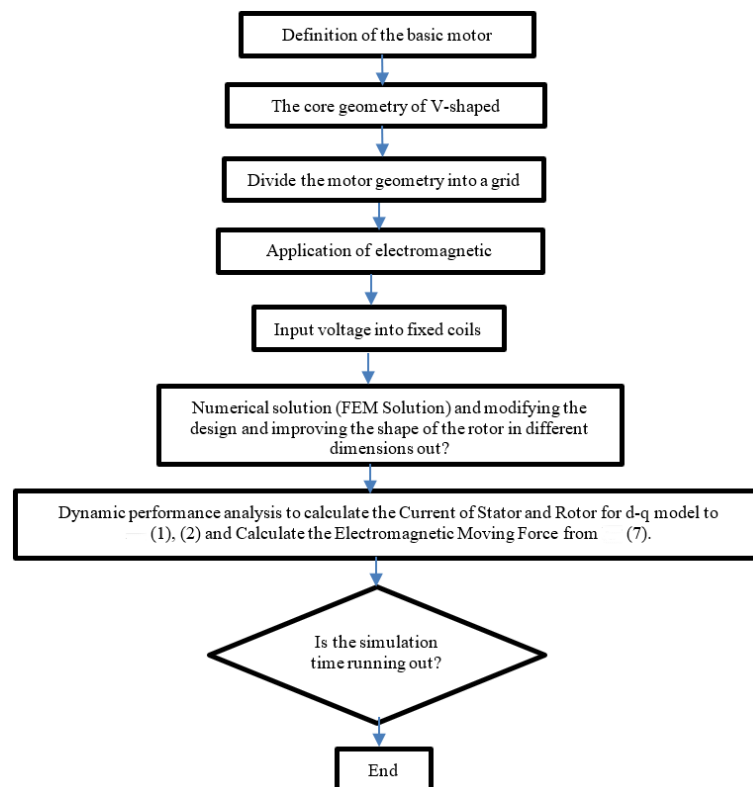 Definition of the basic motor
The core geometry of V-shaped
Divide the motor geometry into a grid
Application of electromagnetic
Input voltage into fixed coils
Numerical solution (FEM Solution) and modifying the
design and improving the shape of the rotor in different
dimensions out?
Dynamic performance analysis to calculate the Current of Stator and Rotor for d-q model to
(1), (2) and Calculate the Electromagnetic Moving Force from (7).
Is the simulation
time running out?
End